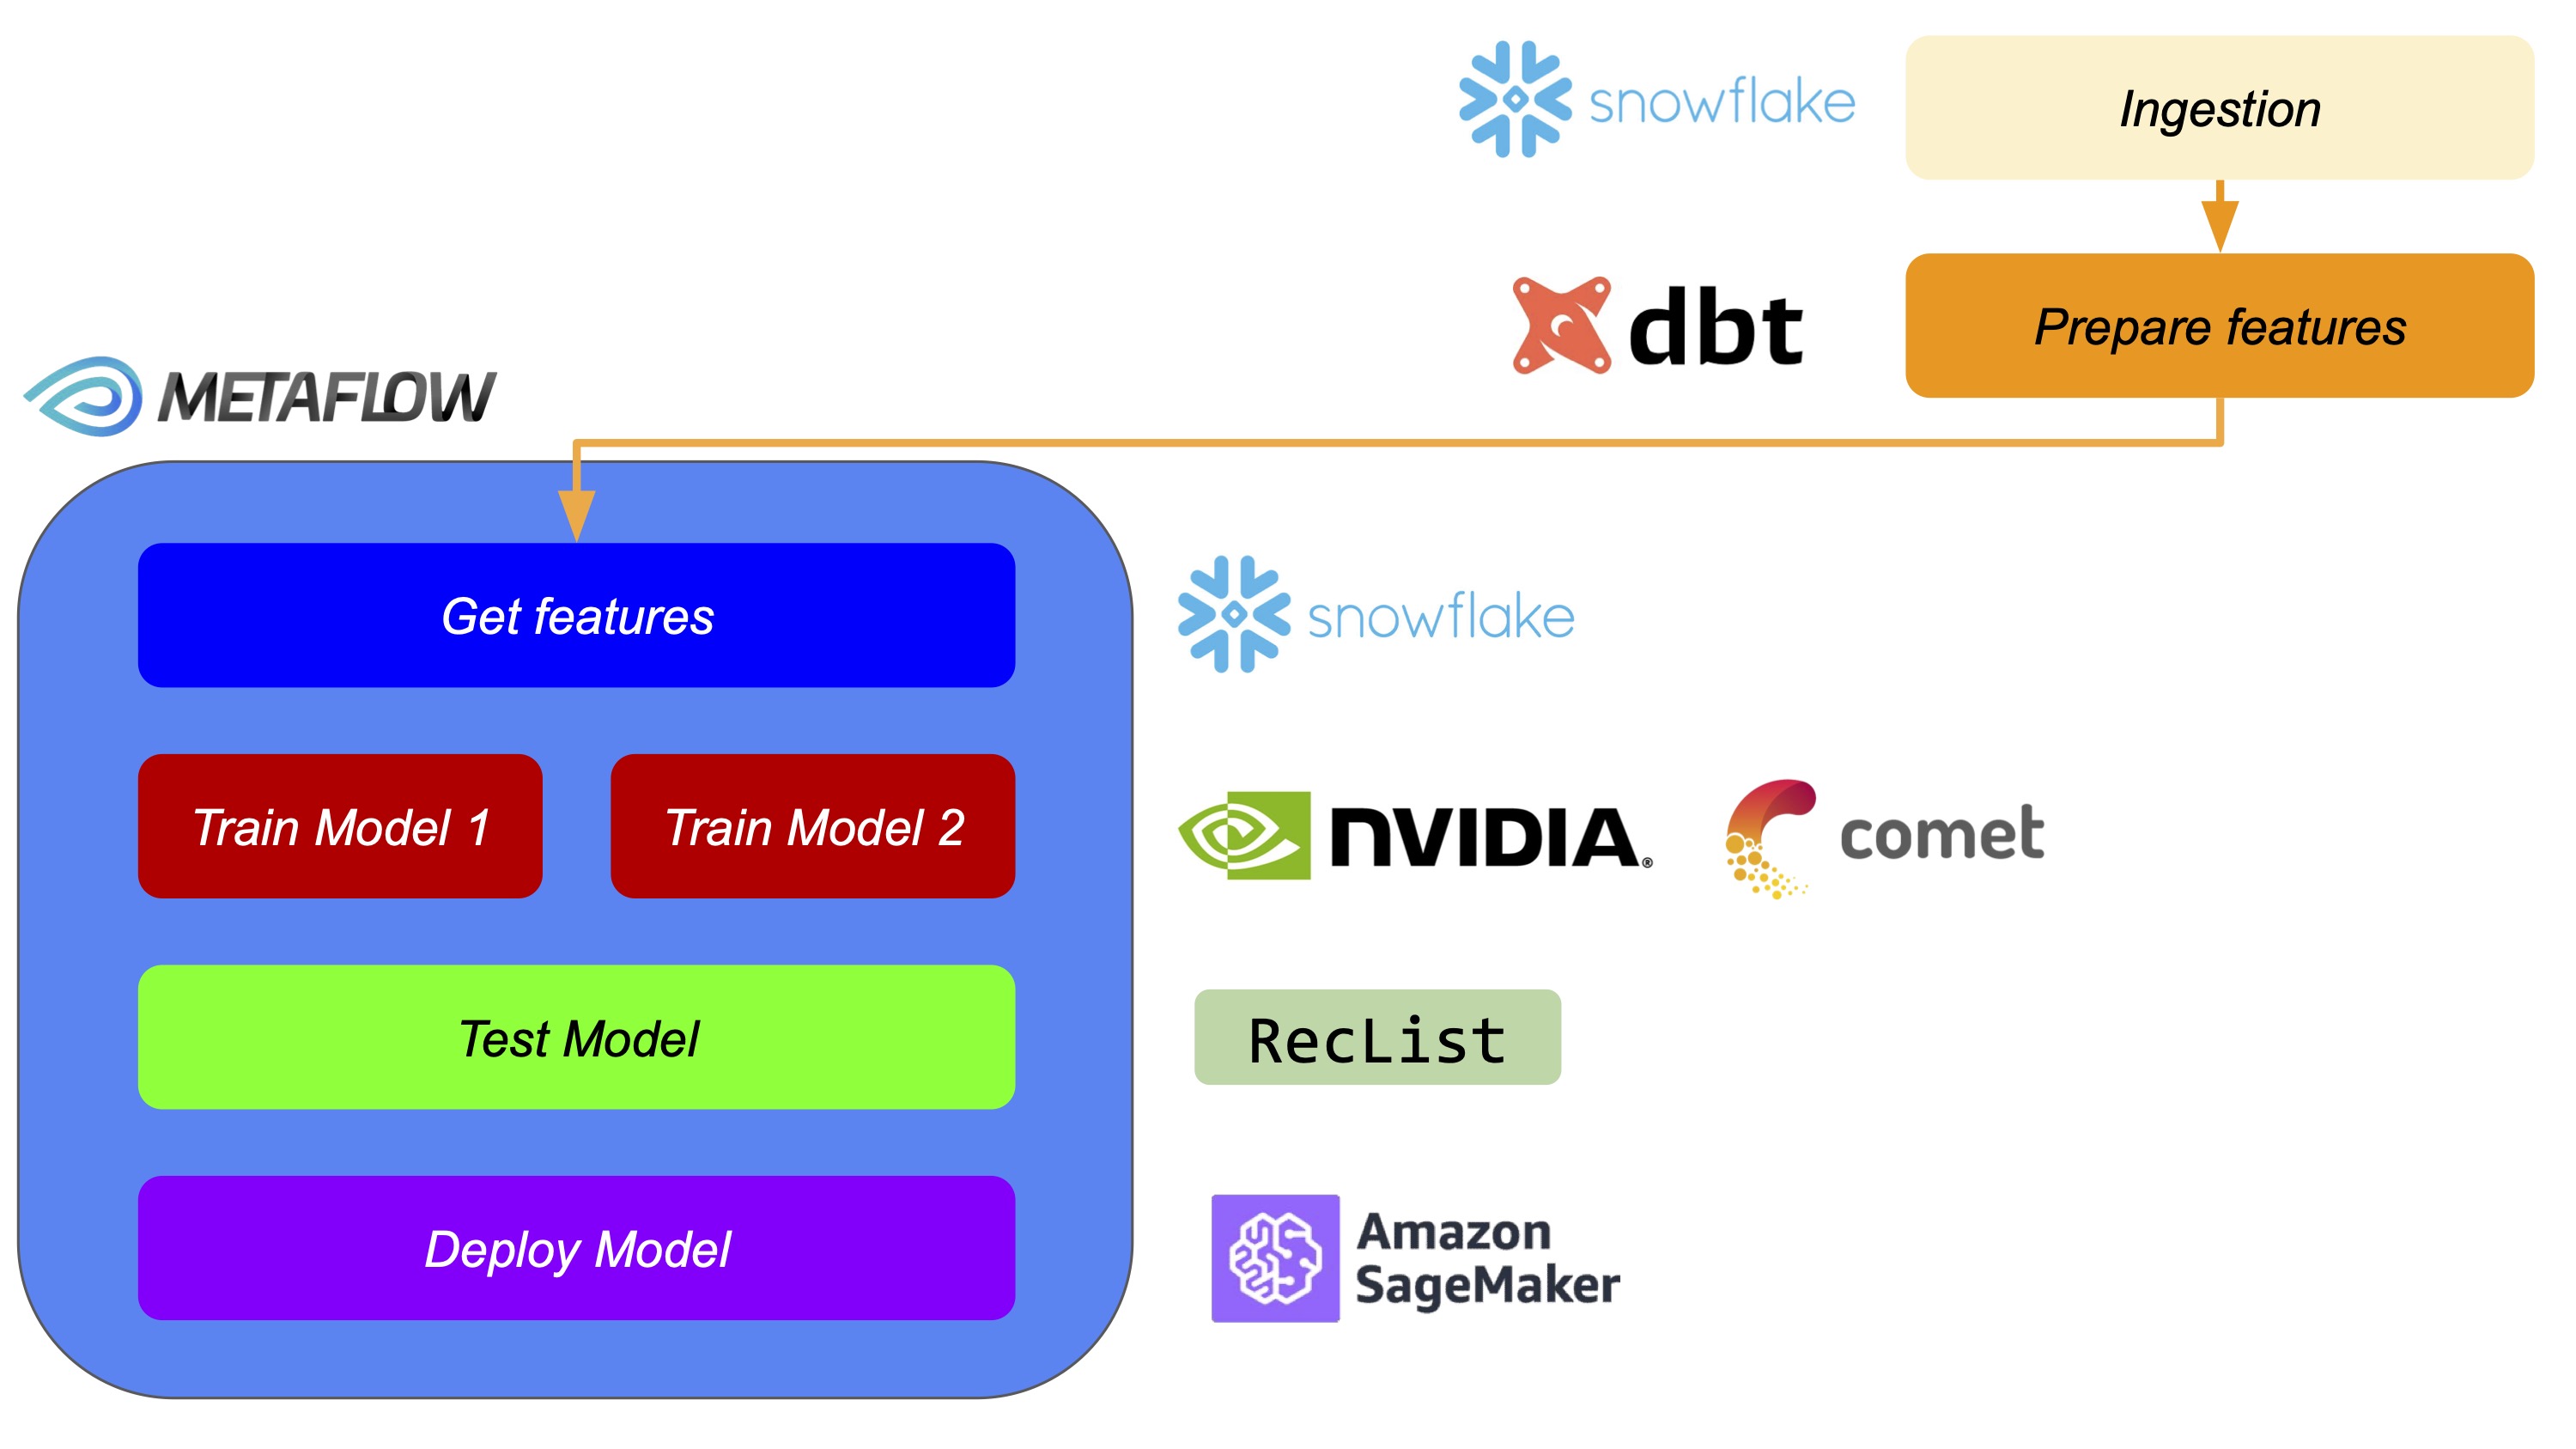 snowflake
Ingestion
dbt
Prepare features
METAFLOW
Get features
snowflake
Train Model 1
Train Model 2
NVIDIA®
comet
Test Model
RecList
Deploy Model
Amazon
SageMaker